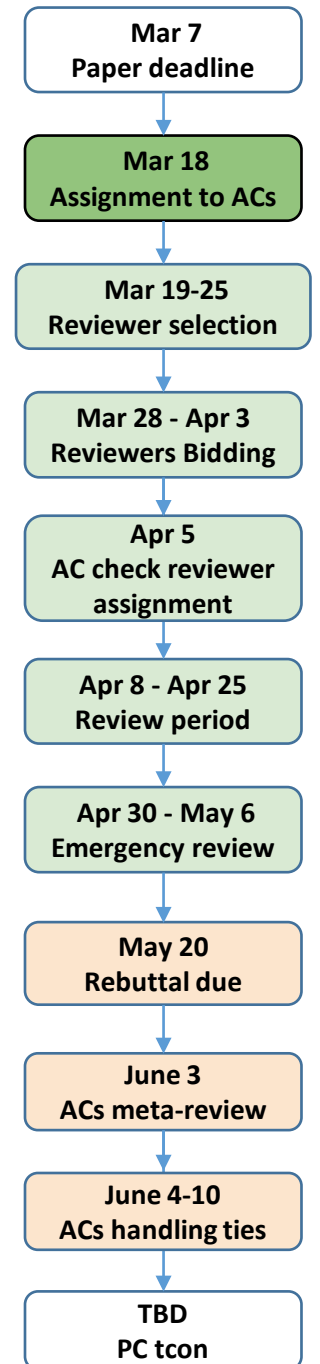 Mar 7
Paper deadline
Mar 18
Assignment to ACs
Mar 19-25
Reviewer selection
Mar 28 - Apr 3
Reviewers Bidding
Apr 5
AC check reviewer
assignment
Apr 8 - Apr 25
Review period
Apr 30 - May 6
Emergency review
May 20
Rebuttal due
June 3
ACs meta-review
June 4-10
ACs handling ties
TBD
PC tcon